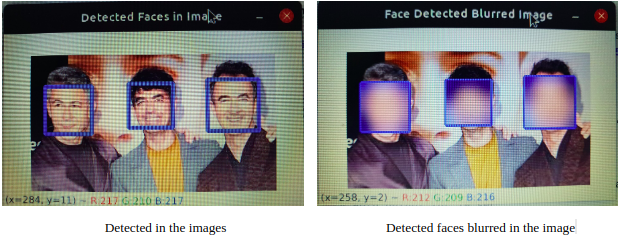 Detected Faces in Image
Face Detected Blurred Image
(x=284, y=11) ~ R:217 G:210 B:217
(x=258, y=2) ~ R:212 G:209 B:216
Detected in the images
Detected faces blurred in the image